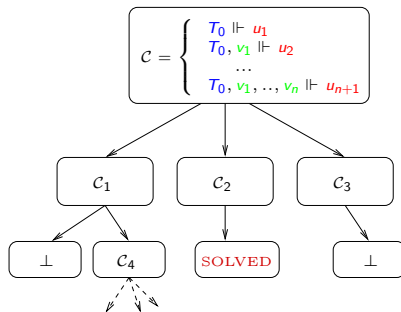 T₀ ⊩ u₁
C = { T₀, v₁ ⊩ u₂
...
T₀, v₁, .., vₙ ⊩ uₙ₊₁
C₁ C₂ C₃
⊥ C₄ SOLVED ⊥